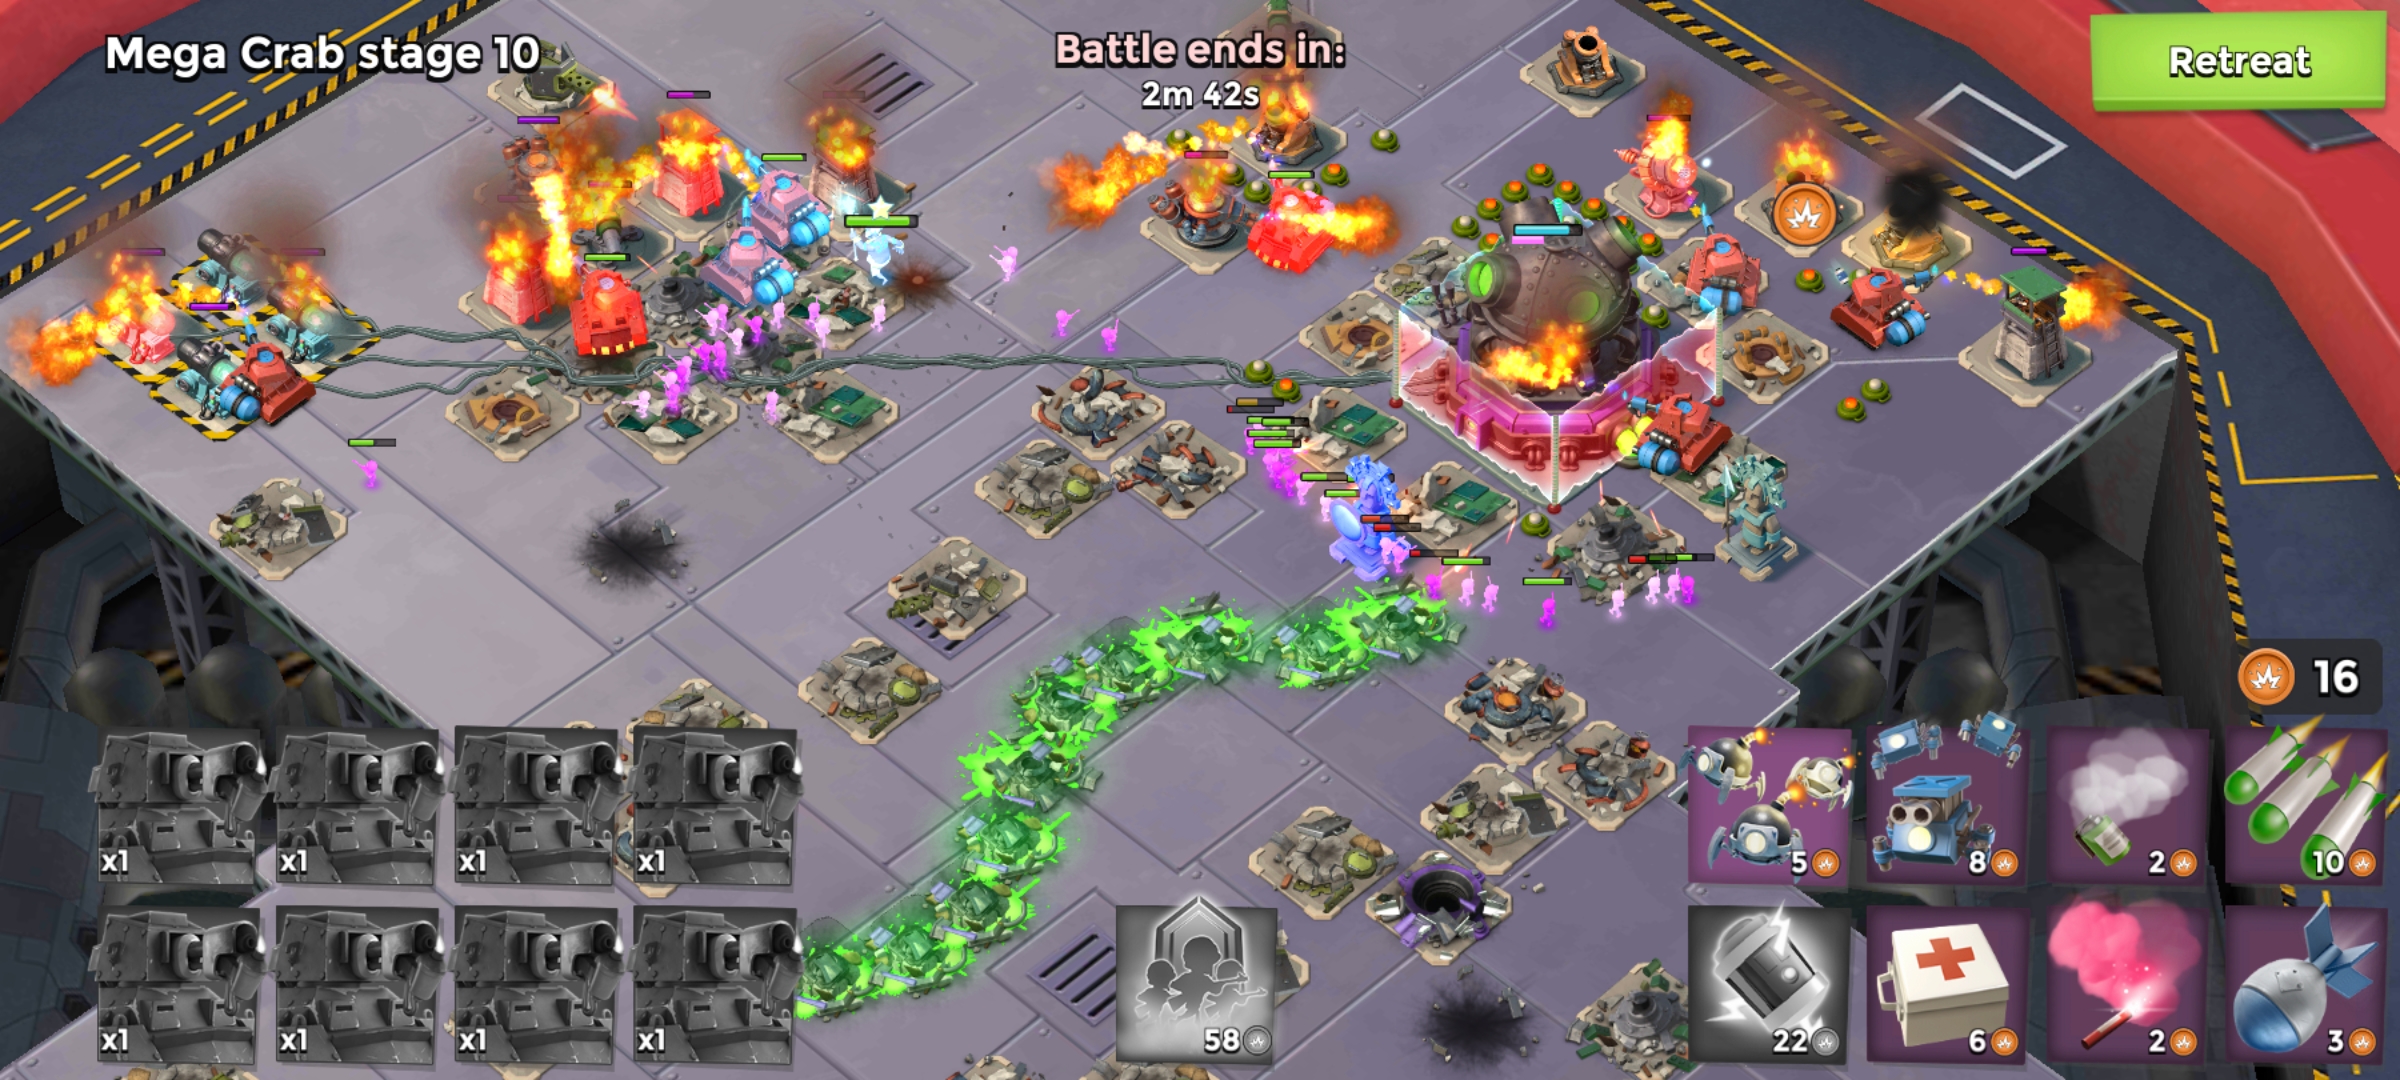 Mega Crab stage 10
Battle ends in:
2m 42s
Retreat
16
x1
x1
x1
x1
5
8
2
10
x1
x1
x1
x1
58
22
6
2
3